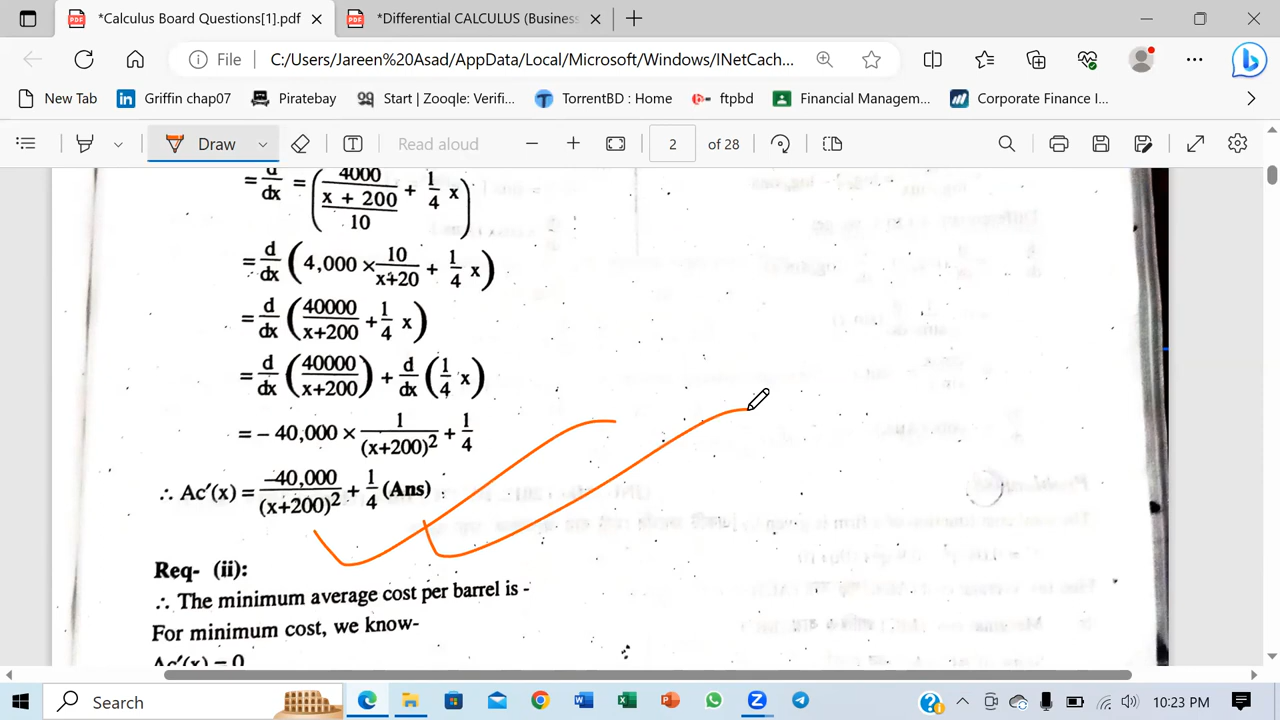 *Calculus Board Questions[1].pdf
*Differential CALCULUS (Business
File C:/Users/Jareen%20Asad/AppData/Local/Microsoft/Windows/INetCach...
New Tab Griffin chap07 Piratebay Start | Zooqle: Verifi... TorrentBD : Home ftpbd Financial Managem... Corporate Finance I...
Draw Read aloud 2 of 28
= d/dx = (4000/((x + 200)/10) + 1/4 x)
= d/dx (4,000 × 10/(x+20) + 1/4 x)
= d/dx (40000/(x+200) + 1/4 x)
= d/dx (40000/(x+200)) + d/dx (1/4 x)
= – 40,000 × 1/(x+200)² + 1/4
∴ Ac′(x) = –40,000/(x+200)² + 1/4 (Ans)
Req- (ii):
∴ The minimum average cost per barrel is -
For minimum cost, we know-
Ac′(x) = 0
Search
10:23 PM